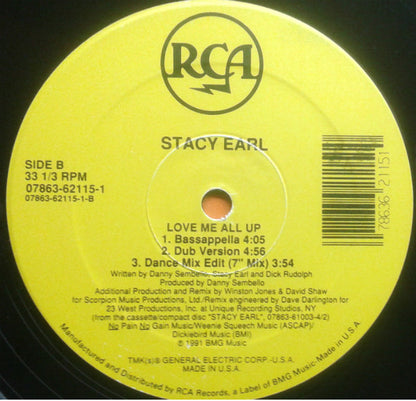 RCA
STACY EARL
SIDE B
33 1/3 RPM
07863-62115-1
07863-62115-1-B
78636 21151
LOVE ME ALL UP
1. Bassappella 4:05
2. Dub Version 4:56
3. Dance Mix Edit (7" Mix) 3:54
Written by Danny Sembello, Stacy Earl and Dick Rudolph
Produced by Danny Sembello
Additional Production and Remix by Winston Jones & David Shaw
for Scorpion Music Productions, Ltd./Remix engineered by Dave Darlington for
23 West Productions, Inc. at Unique Recording Studios, NY
(from the cassette/compact disc "STACY EARL", 07863-61003-4/2)
No Pain No Gain Music/Weenie Squeech Music (ASCAP)/
Dickiebird Music (BMI)
© 1991 BMG Music
TMK(s)® GENERAL ELECTRIC CORP.-U.S.A.
MADE IN U.S.A.
Manufactured and Distributed by RCA Records, a Label of BMG Music-Made in U.S.A.